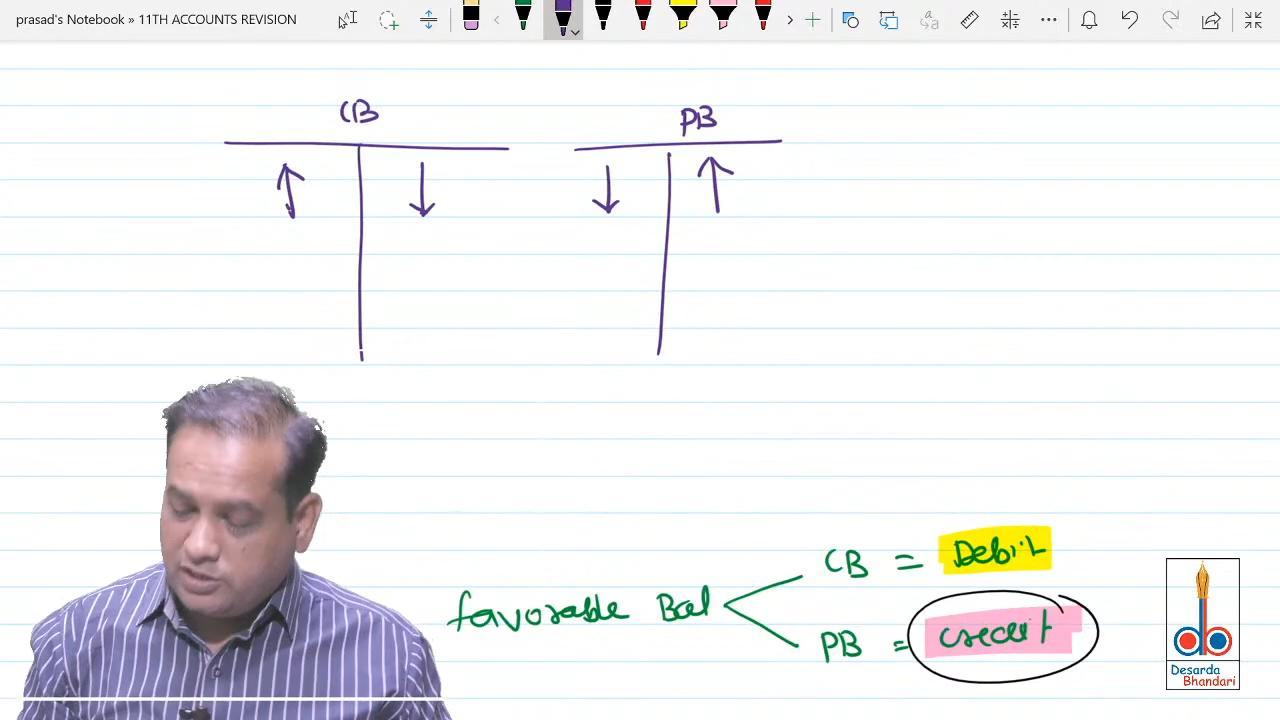 prasad's Notebook » 11TH ACCOUNTS REVISION
CB
PB
CB = Debit
favorable Bal
PB = credit
Desarda
Bhandari